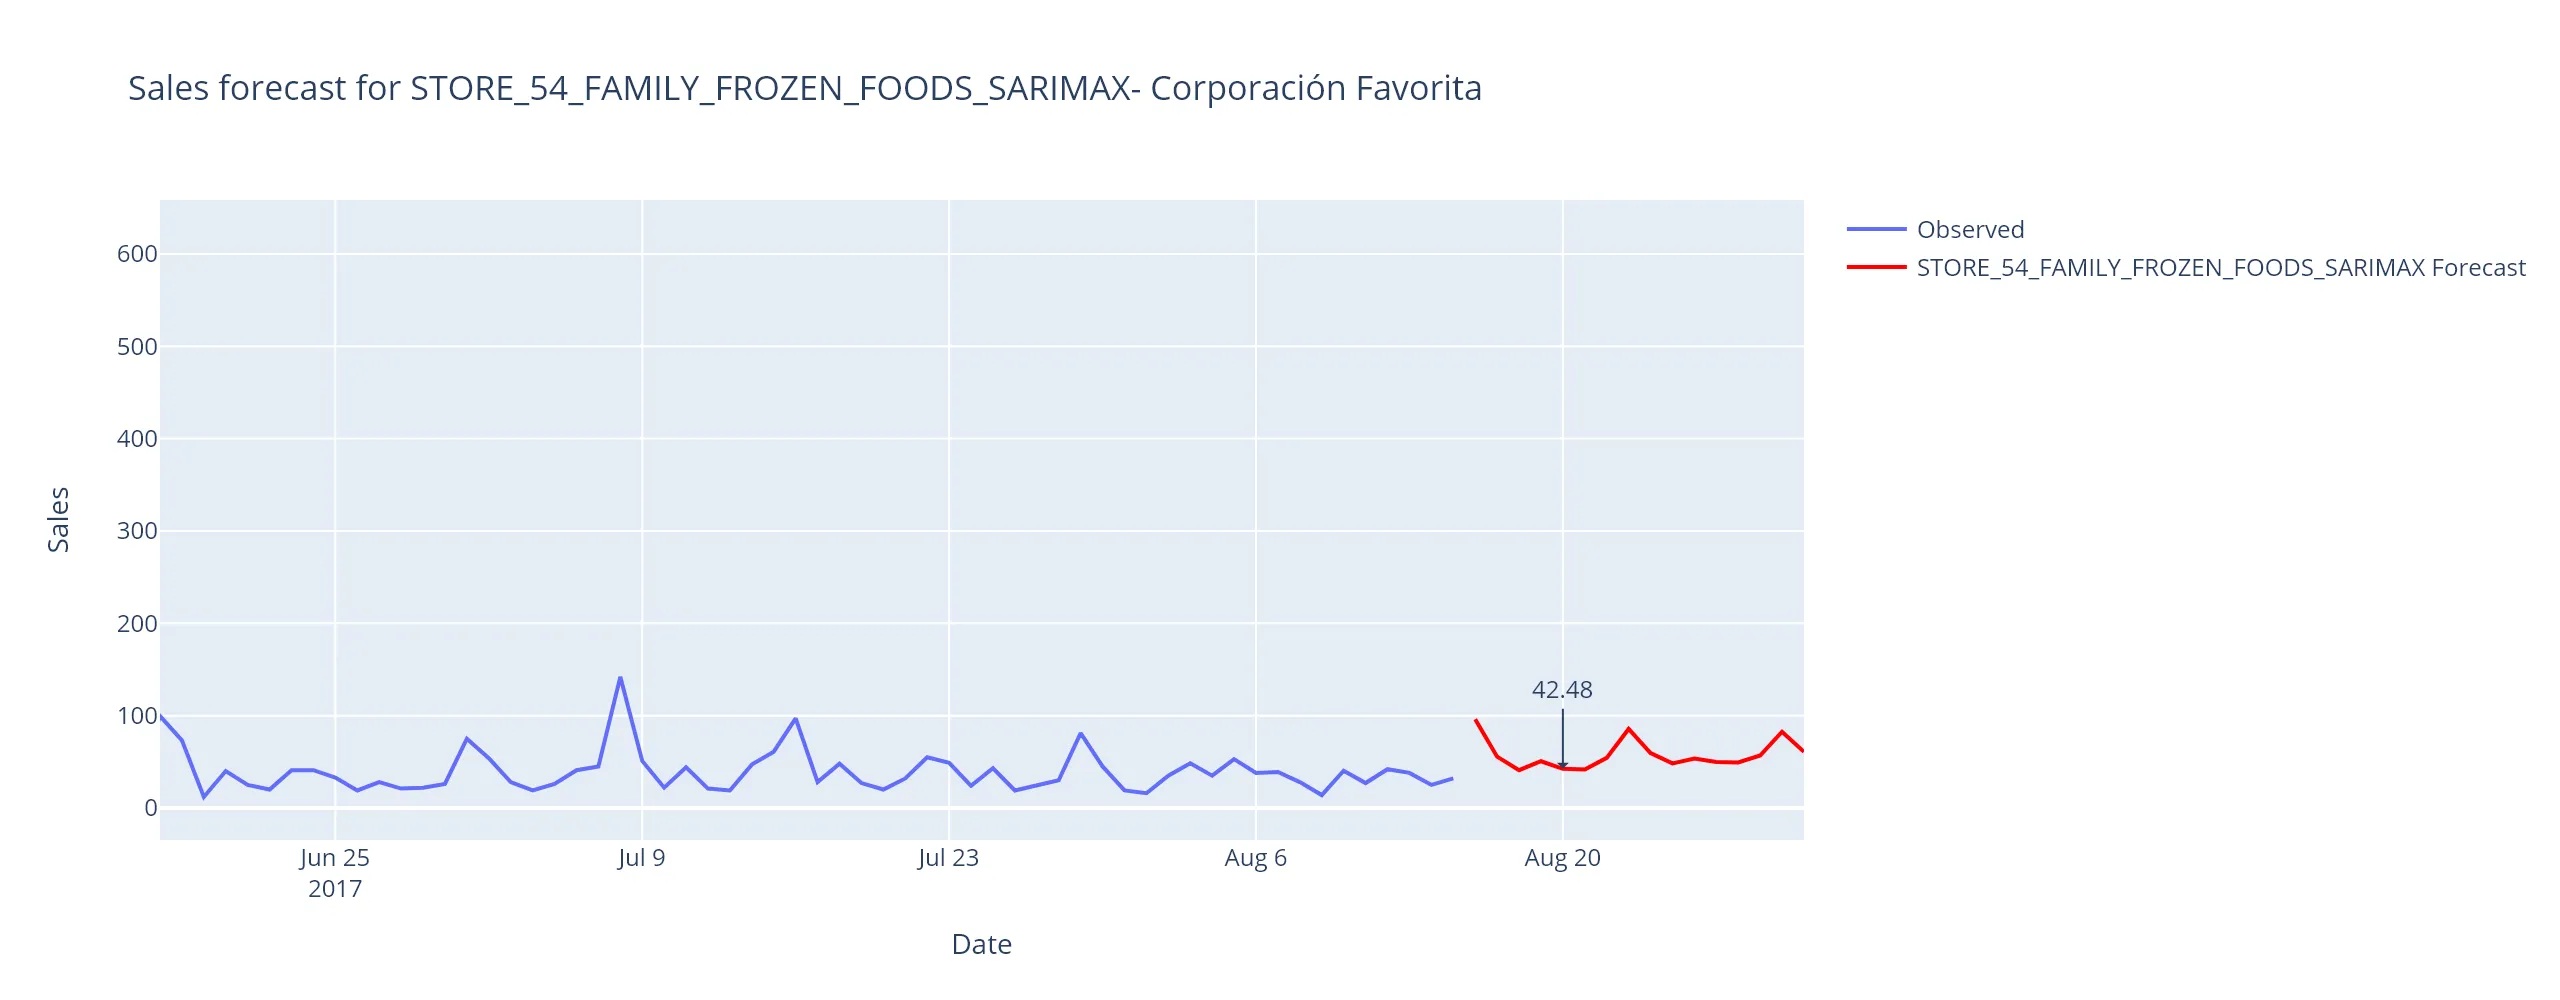 Sales forecast for STORE_54_FAMILY_FROZEN_FOODS_SARIMAX- Corporación Favorita
Observed
STORE_54_FAMILY_FROZEN_FOODS_SARIMAX Forecast
Sales
600
500
400
300
200
100
0
42.48
Jun 25
2017
Jul 9
Jul 23
Aug 6
Aug 20
Date